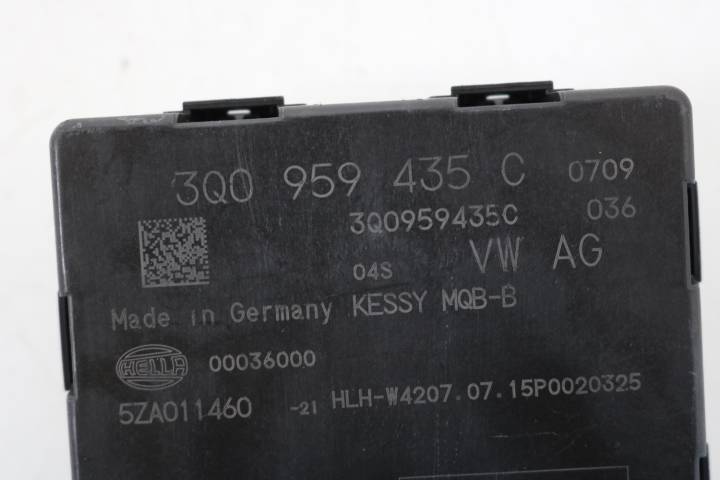 3Q0 959 435 C 0709
3Q0959435C 036
04S VW AG
Made in Germany KESSY MQB-B
HELLA 00036000
5ZA011460 -21 HLH-W4207.07.15P0020325